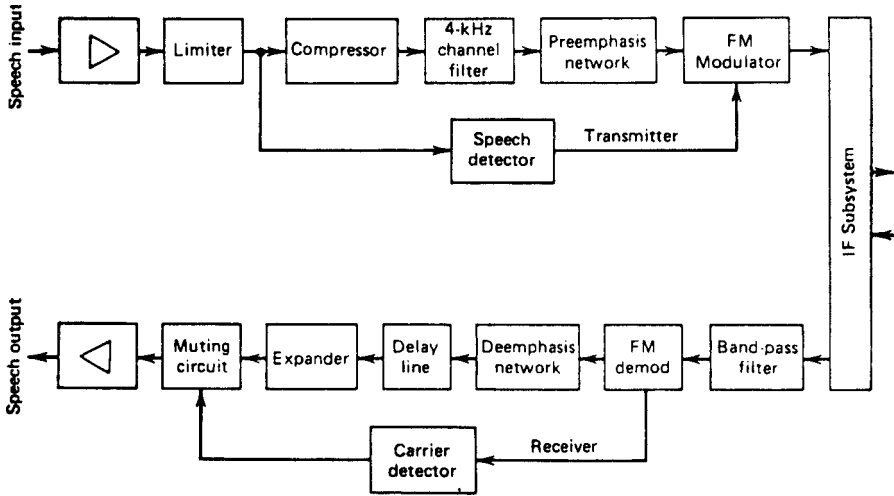 Speech input
Limiter
Compressor
4-kHz
channel
filter
Preemphasis
network
FM
Modulator
Speech
detector
Transmitter
IF Subsystem
Speech output
Muting
circuit
Expander
Delay
line
Deemphasis
network
FM
demod
Band-pass
filter
Carrier
detector
Receiver